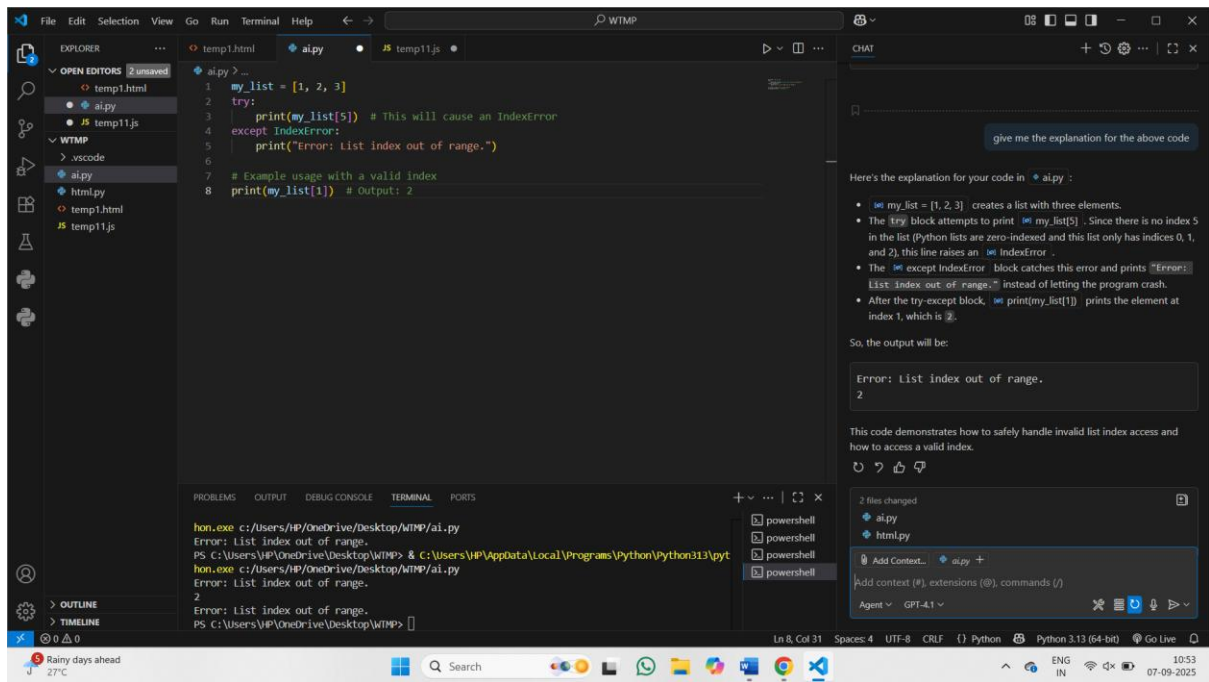 File Edit Selection View Go Run Terminal Help
WTMP
EXPLORER
OPEN EDITORS 2 unsaved
temp1.html
ai.py
JS temp11.js
WTMP
.vscode
ai.py
html.py
temp1.html
JS temp11.js
OUTLINE
TIMELINE
temp1.html ai.py JS temp11.js
ai.py > ...
1 my_list = [1, 2, 3]
2 try:
3 print(my_list[5]) # This will cause an IndexError
4 except IndexError:
5 print("Error: List index out of range.")
6
7 # Example usage with a valid index
8 print(my_list[1]) # Output: 2
PROBLEMS OUTPUT DEBUG CONSOLE TERMINAL PORTS
hon.exe c:/Users/HP/OneDrive/Desktop/WTMP/ai.py
Error: List index out of range.
PS C:\Users\HP\OneDrive\Desktop\WTMP> & C:\Users\HP\AppData\Local\Programs\Python\Python313\pyt
hon.exe c:/Users/HP/OneDrive/Desktop/WTMP/ai.py
Error: List index out of range.
2
Error: List index out of range.
PS C:\Users\HP\OneDrive\Desktop\WTMP>
powershell
powershell
powershell
powershell
CHAT
give me the explanation for the above code
Here's the explanation for your code in ai.py :
• my_list = [1, 2, 3] creates a list with three elements.
• The try block attempts to print my_list[5] . Since there is no index 5
in the list (Python lists are zero-indexed and this list only has indices 0, 1,
and 2), this line raises an IndexError .
• The except IndexError block catches this error and prints "Error:
List index out of range." instead of letting the program crash.
• After the try-except block, print(my_list[1]) prints the element at
index 1, which is 2.
So, the output will be:
Error: List index out of range.
2
This code demonstrates how to safely handle invalid list index access and
how to access a valid index.
2 files changed
ai.py
html.py
Add Context... ai.py +
Add context (#), extensions (@), commands (/)
Agent GPT-4.1
0 0 Ln 8, Col 31 Spaces: 4 UTF-8 CRLF {} Python Python 3.13 (64-bit) Go Live
Rainy days ahead
27°C
Search
ENG
IN
10:53
07-09-2025